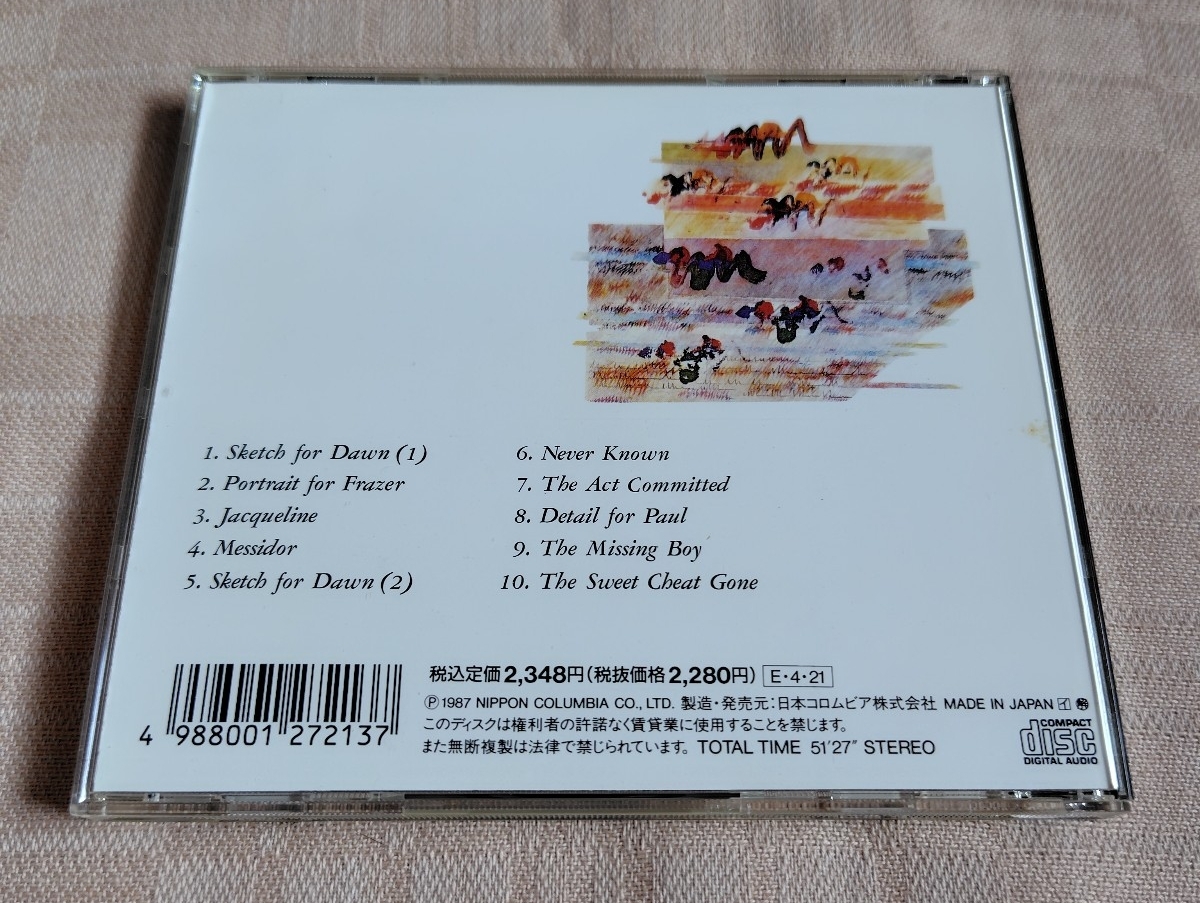 1. Sketch for Dawn (1)
2. Portrait for Frazer
3. Jacqueline
4. Messidor
5. Sketch for Dawn (2)
6. Never Known
7. The Act Committed
8. Detail for Paul
9. The Missing Boy
10. The Sweet Cheat Gone
4 988001 272137
税込定価2,348円(税抜価格2,280円) E・4・21
Ⓟ1987 NIPPON COLUMBIA CO., LTD. 製造・発売元:日本コロムビア株式会社 MADE IN JAPAN
このディスクは権利者の許諾なく賃貸業に使用することを禁じます。
また無断複製は法律で禁じられています。 TOTAL TIME 51'27" STEREO
COMPACT
disc
DIGITAL AUDIO